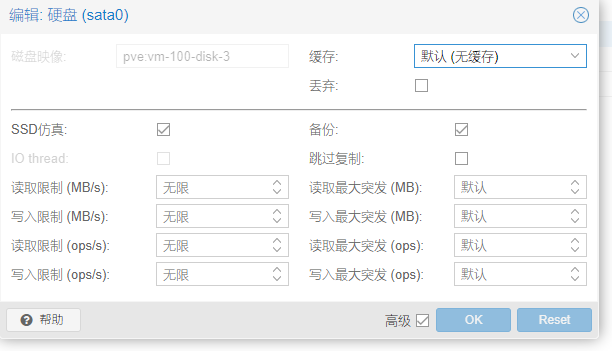 编辑: 硬盘 (sata0)
磁盘映像: pve:vm-100-disk-3 缓存: 默认 (无缓存)
丢弃:
SSD仿真: 备份:
IO thread: 跳过复制:
读取限制 (MB/s): 无限 读取最大突发 (MB): 默认
写入限制 (MB/s): 无限 写入最大突发 (MB): 默认
读取限制 (ops/s): 无限 读取最大突发 (ops): 默认
写入限制 (ops/s): 无限 写入最大突发 (ops): 默认
帮助 高级 OK Reset